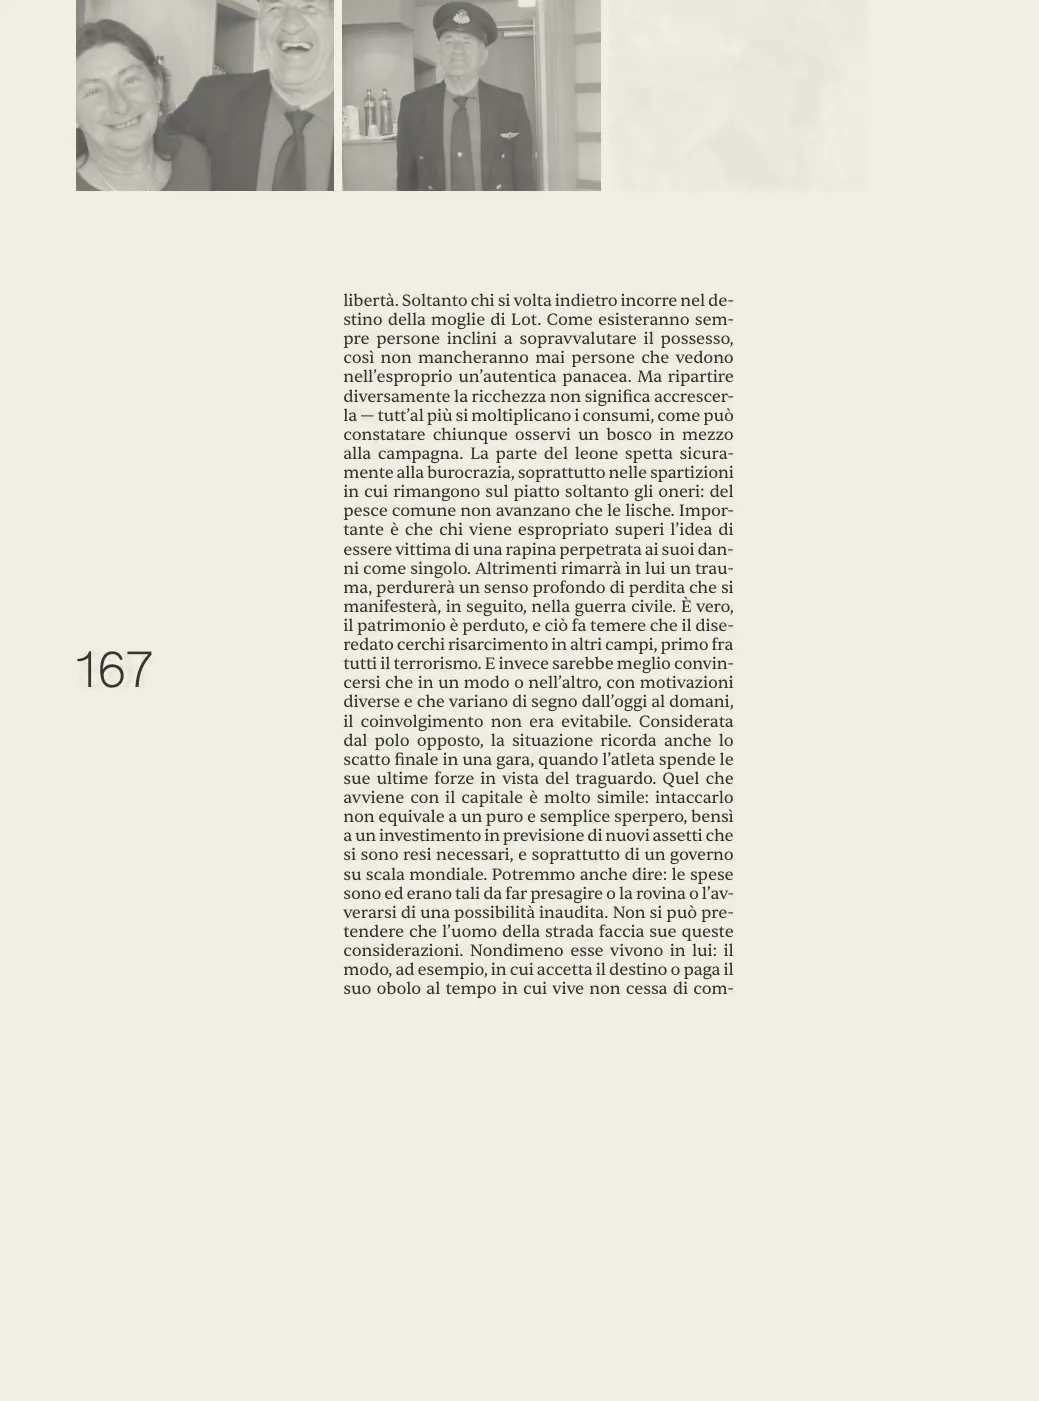 libertà. Soltanto chi si volta indietro incorre nel de-
stino della moglie di Lot. Come esisteranno sem-
pre persone inclini a sopravvalutare il possesso,
così non mancheranno mai persone che vedono
nell’esproprio un’autentica panacea. Ma ripartire
diversamente la ricchezza non significa accrescer-
la — tutt’al più si moltiplicano i consumi, come può
constatare chiunque osservi un bosco in mezzo
alla campagna. La parte del leone spetta sicura-
mente alla burocrazia, soprattutto nelle spartizioni
in cui rimangono sul piatto soltanto gli oneri: del
pesce comune non avanzano che le lische. Impor-
tante è che chi viene espropriato superi l’idea di
essere vittima di una rapina perpetrata ai suoi dan-
ni come singolo. Altrimenti rimarrà in lui un trau-
ma, perdurerà un senso profondo di perdita che si
manifesterà, in seguito, nella guerra civile. È vero,
il patrimonio è perduto, e ciò fa temere che il dise-
redato cerchi risarcimento in altri campi, primo fra
tutti il terrorismo. E invece sarebbe meglio convin-
cersi che in un modo o nell’altro, con motivazioni
diverse e che variano di segno dall’oggi al domani,
il coinvolgimento non era evitabile. Considerata
dal polo opposto, la situazione ricorda anche lo
scatto finale in una gara, quando l’atleta spende le
sue ultime forze in vista del traguardo. Quel che
avviene con il capitale è molto simile: intaccarlo
non equivale a un puro e semplice sperpero, bensì
a un investimento in previsione di nuovi assetti che
si sono resi necessari, e soprattutto di un governo
su scala mondiale. Potremmo anche dire: le spese
sono ed erano tali da far presagire o la rovina o l’av-
verarsi di una possibilità inaudita. Non si può pre-
tendere che l’uomo della strada faccia sue queste
considerazioni. Nondimeno esse vivono in lui: il
modo, ad esempio, in cui accetta il destino o paga il
suo obolo al tempo in cui vive non cessa di com-
167